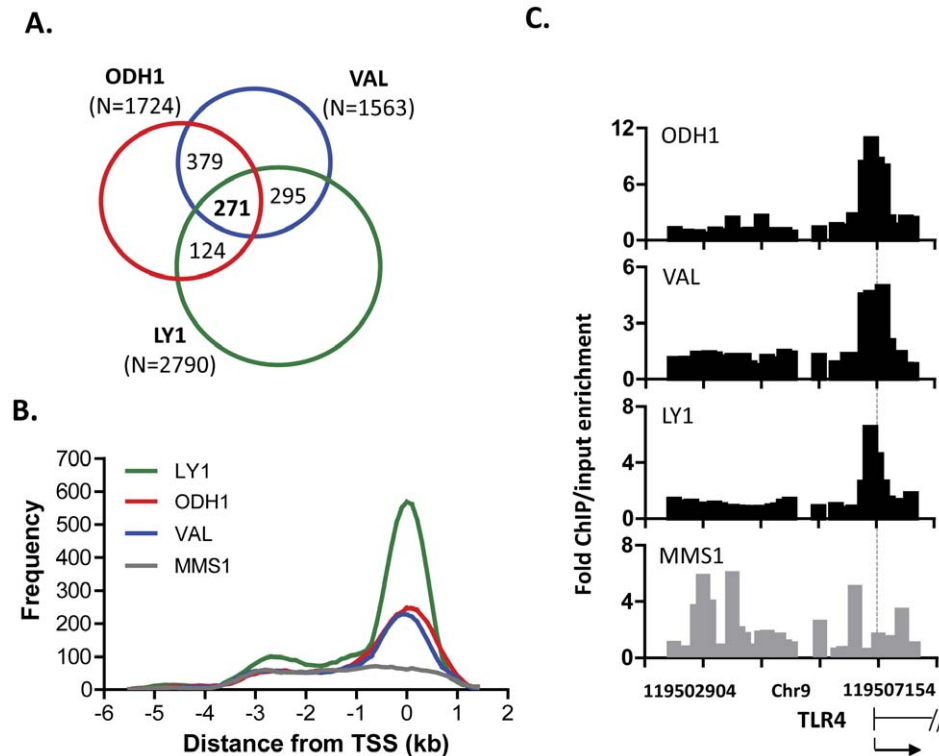 A.
ODH1
(N=1724)
VAL
(N=1563)
379
295
271
124
LY1
(N=2790)
B.
700
600
500
400
300
200
100
0
Frequency
LY1
ODH1
VAL
MMS1
-6 -5 -4 -3 -2 -1 0 1 2
Distance from TSS (kb)
C.
Fold ChIP/input enrichment
ODH1
12
6
0
VAL
6
3
0
LY1
8
4
0
MMS1
8
4
0
119502904 Chr9 119507154
TLR4